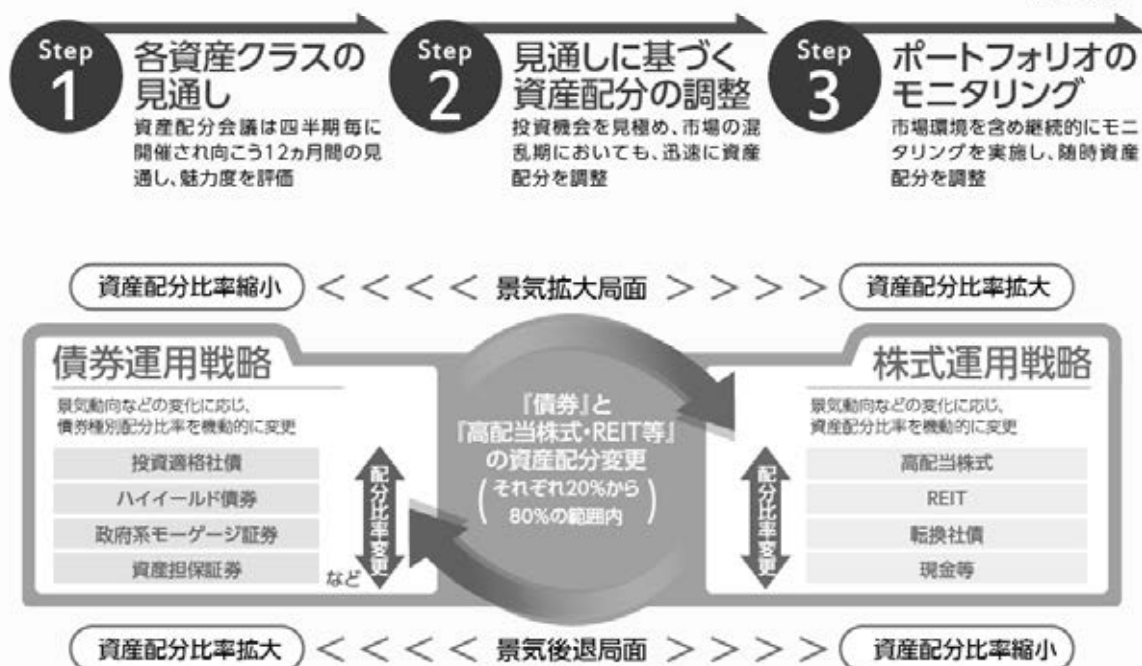 Step
1
各資産クラスの
見通し
資産配分会議は四半期毎に
開催され向こう12ヵ月間の見
通し、魅力度を評価
Step
2
見通しに基づく
資産配分の調整
投資機会を見極め、市場の混
乱期においても、迅速に資産
配分を調整
Step
3
ポートフォリオの
モニタリング
市場環境を含め継続的にモニ
タリングを実施し、随時資産
配分を調整
資産配分比率縮小 < < < < < 景気拡大局面 > > > > > 資産配分比率拡大
債券運用戦略
景気動向などの変化に応じ、
債券種別配分比率を機動的に変更
投資適格社債
ハイイールド債券
政府系モーゲージ証券
資産担保証券
など
配分比率変更
『債券』と
『高配当株式・REIT等』
の資産配分変更
(それぞれ20%から
80%の範囲内)
株式運用戦略
景気動向などの変化に応じ、
資産配分比率を機動的に変更
配分比率変更
高配当株式
REIT
転換社債
現金等
資産配分比率拡大 < < < < < 景気後退局面 > > > > > 資産配分比率縮小